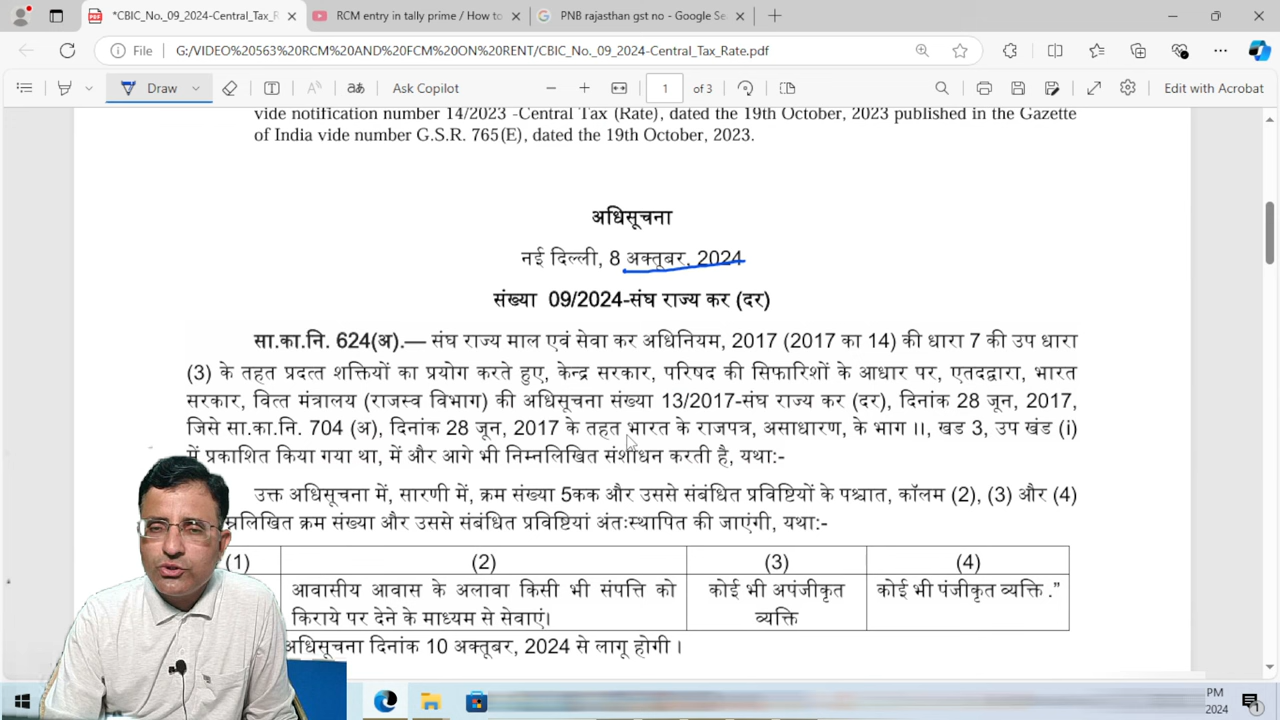 *CBIC_No._09_2024-Central_Tax_R
RCM entry in tally prime / How to
PNB rajasthan gst no - Google Se
File
G:/VIDEO%20563%20RCM%20AND%20FCM%20ON%20RENT/CBIC_No._09_2024-Central_Tax_Rate.pdf
Draw
Ask Copilot
1 of 3
Edit with Acrobat
vide notification number 14/2023 -Central Tax (Rate), dated the 19th October, 2023 published in the Gazette
of India vide number G.S.R. 765(E), dated the 19th October, 2023.
अधिसूचना
नई दिल्ली, 8 अक्तूबर, 2024
संख्या 09/2024-संघ राज्य कर (दर)
सा.का.नि. 624(अ).— संघ राज्य माल एवं सेवा कर अधिनियम, 2017 (2017 का 14) की धारा 7 की उप धारा
(3) के तहत प्रदत्त शक्तियों का प्रयोग करते हुए, केन्द्र सरकार, परिषद की सिफारिशों के आधार पर, एतदद्वारा, भारत
सरकार, वित्त मंत्रालय (राजस्व विभाग) की अधिसूचना संख्या 13/2017-संघ राज्य कर (दर), दिनांक 28 जून, 2017,
जिसे सा.का.नि. 704 (अ), दिनांक 28 जून, 2017 के तहत भारत के राजपत्र, असाधारण, के भाग II, खड 3, उप खंड (i)
में प्रकाशित किया गया था, में और आगे भी निम्नलिखित संशोधन करती है, यथा:-
उक्त अधिसूचना में, सारणी में, क्रम संख्या 5कक और उससे संबंधित प्रविष्टियों के पश्चात, कॉलम (2), (3) और (4)
क्रम संख्या और उससे संबंधित प्रविष्टियां अंतःस्थापित की जाएंगी, यथा:-
(1) (2) (3) (4)
आवासीय आवास के अलावा किसी भी संपत्ति को कोई भी अपंजीकृत कोई भी पंजीकृत व्यक्ति .”
किराये पर देने के माध्यम से सेवाएं। व्यक्ति
अधिसूचना दिनांक 10 अक्तूबर, 2024 से लागू होगी ।
PM
2024